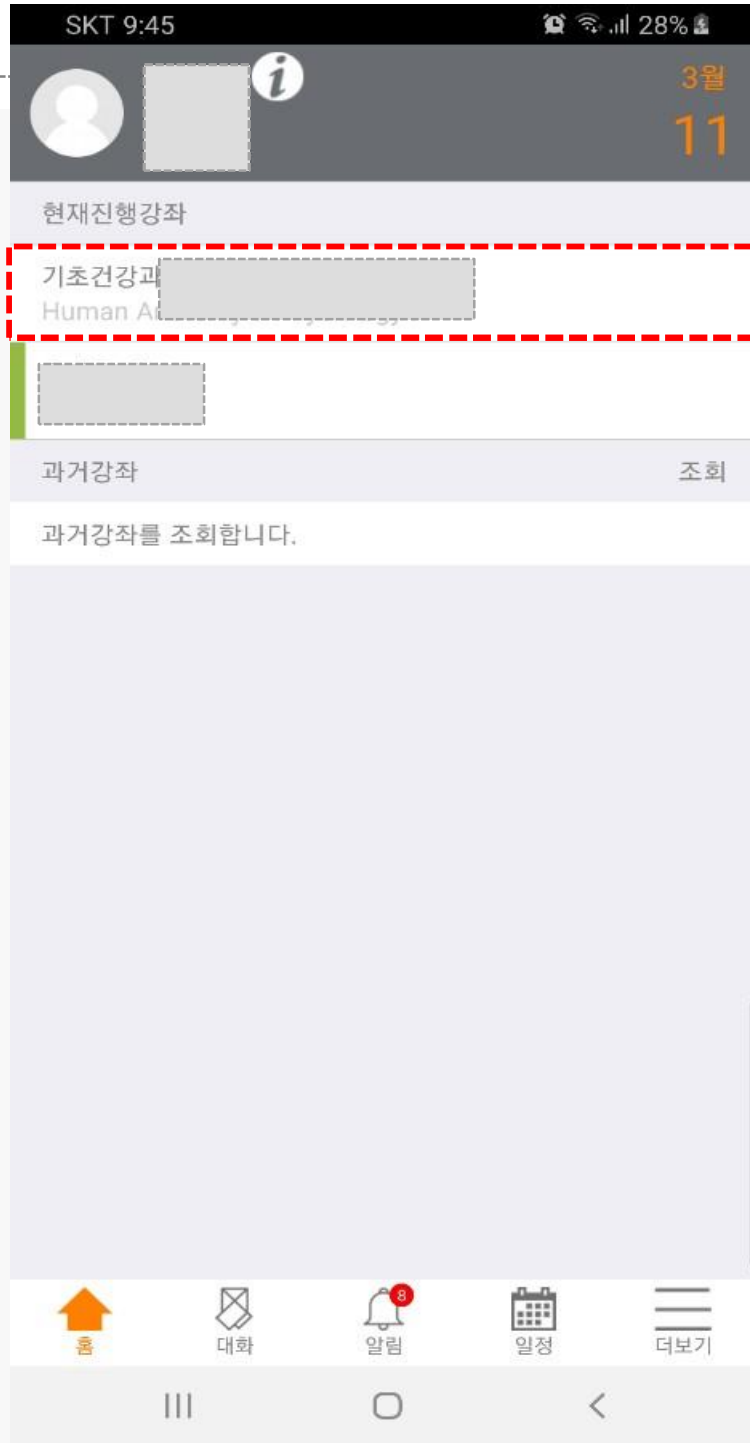 SKT 9:45 28%
i
3월
11
현재진행강좌
기초건강과
Human
과거강좌 조회
과거강좌를 조회합니다.
8
홈 대화 알림 일정 더보기